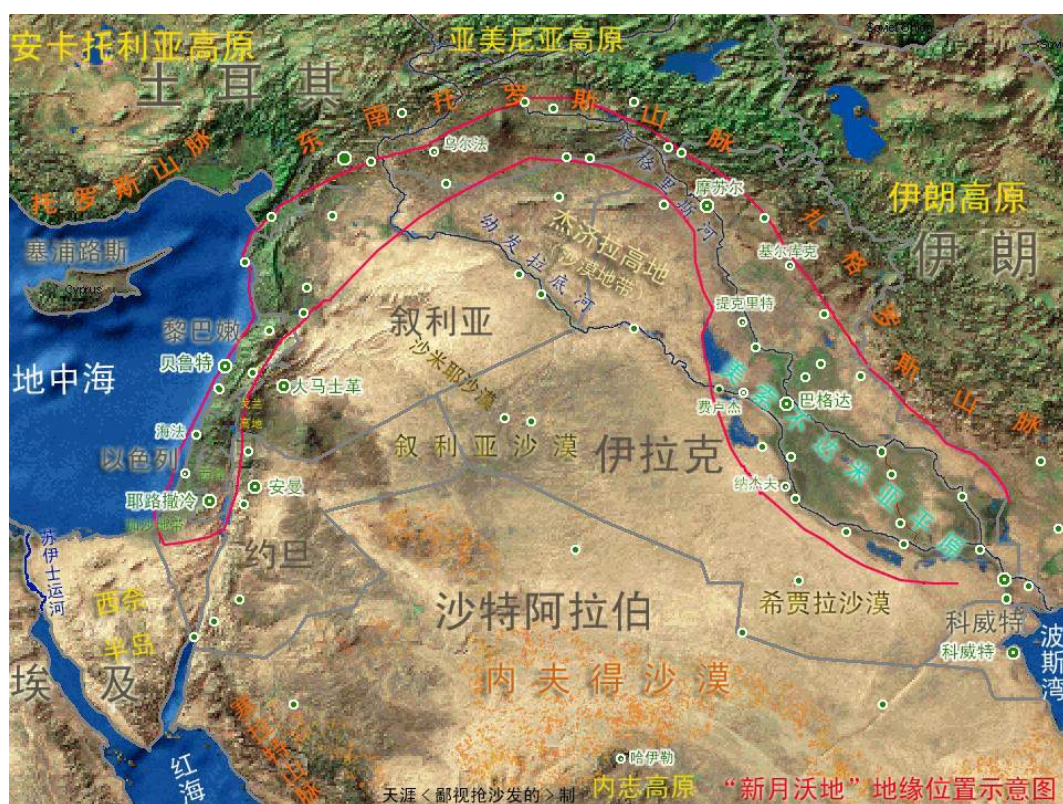 安卡托利亚高原
亚美尼亚高原
土耳其
东南托罗斯山脉
托罗斯山脉
乌尔法
底格里斯河
摩苏尔
伊朗高原
伊朗
扎格罗斯山脉
塞浦路斯
Cyprus
幼发拉底河
杰济拉高地
沙漠地带
基尔库克
提克里特
黎巴嫩
叙利亚
贝鲁特
沙米耶沙漠
地中海
大马士革
戈兰
高地
费卢杰
巴格达
美索不达米亚平原
海法
叙利亚沙漠
伊拉克
以色列
纳杰夫
耶路撒冷
安曼
加沙地带
苏伊士运河
约旦
西奈
半岛
沙特阿拉伯
希贾拉沙漠
科威特
科威特
波斯湾
埃及
内夫得沙漠
红海
哈伊勒
内志高原
天涯<鄙视抢沙发的>制
“新月沃地”地缘位置示意图